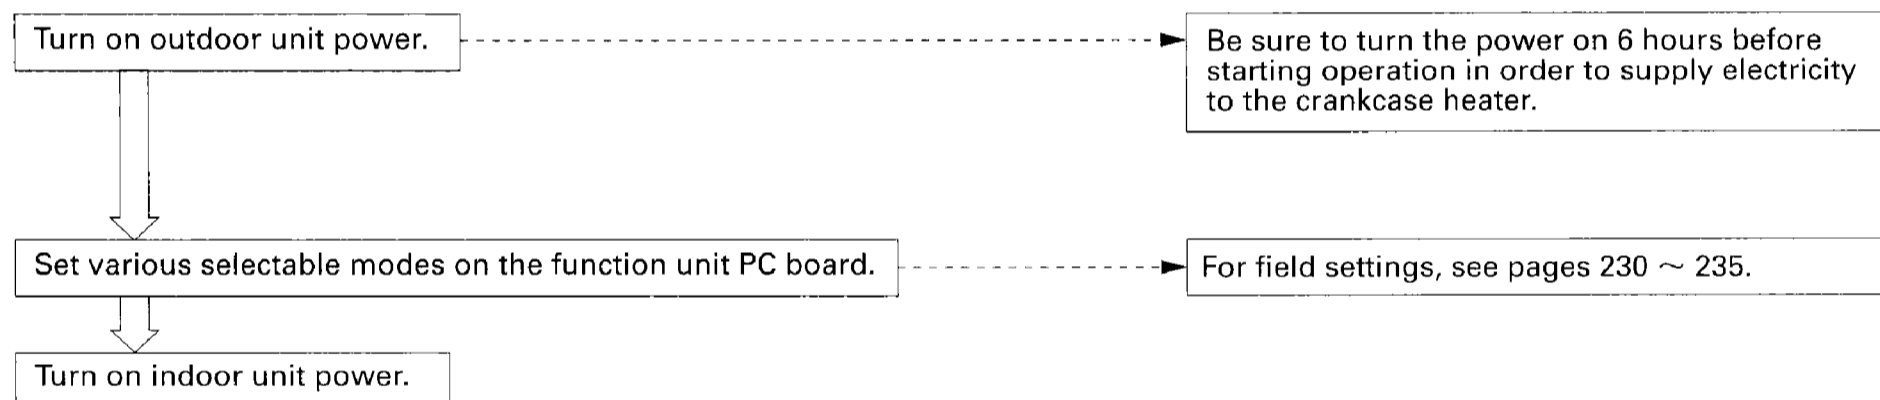 Turn on outdoor unit power.
Be sure to turn the power on 6 hours before
starting operation in order to supply electricity
to the crankcase heater.
Set various selectable modes on the function unit PC board.
For field settings, see pages 230 ~ 235.
Turn on indoor unit power.